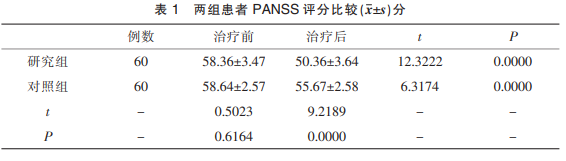 表 1 两组患者 PANSS 评分比较(x̄±s)分
例数 治疗前 治疗后 t P
研究组 60 58.36±3.47 50.36±3.64 12.3222 0.0000
对照组 60 58.64±2.57 55.67±2.58 6.3174 0.0000
t – 0.5023 9.2189 – –
P – 0.6164 0.0000 – –